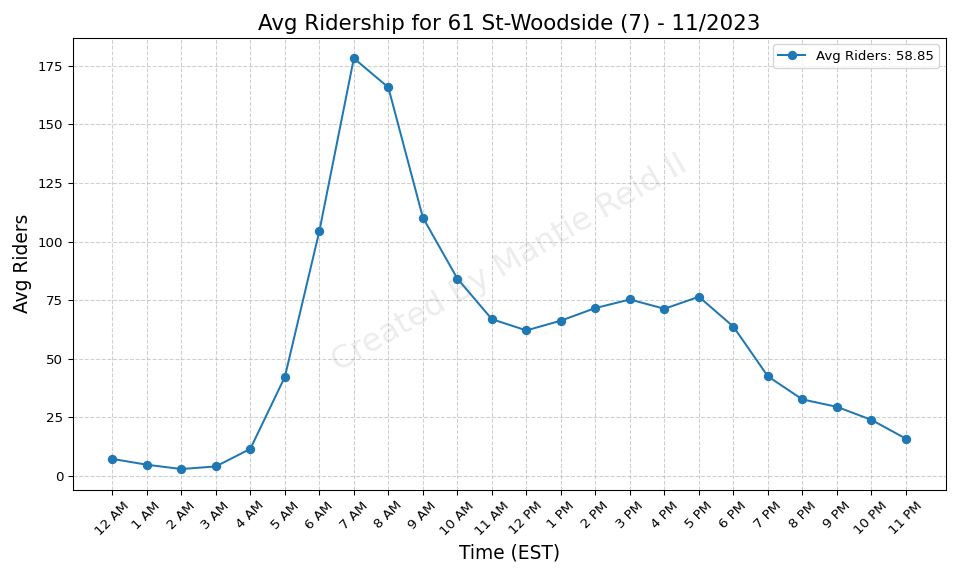 Avg Ridership for 61 St-Woodside (7) - 11/2023
Avg Riders: 58.85
Avg Riders
175
150
125
100
75
50
25
0
Created By Mantie Reid II
12 AM
1 AM
2 AM
3 AM
4 AM
5 AM
6 AM
7 AM
8 AM
9 AM
10 AM
11 AM
12 PM
1 PM
2 PM
3 PM
4 PM
5 PM
6 PM
7 PM
8 PM
9 PM
10 PM
11 PM
Time (EST)